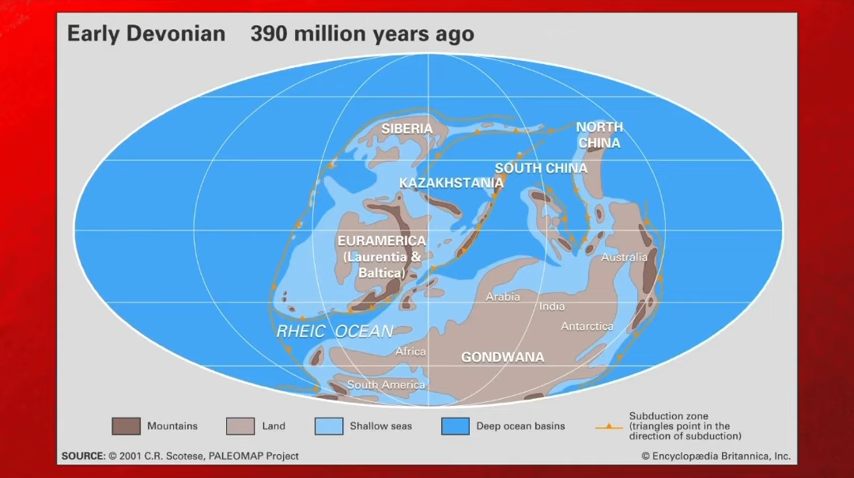 Early Devonian 390 million years ago
SIBERIA
NORTH
CHINA
SOUTH CHINA
KAZAKHSTANIA
EURAMERICA
(Laurentia &
Baltica)
Australia
Arabia
India
Antarctica
RHEIC OCEAN
Africa
GONDWANA
South America
Mountains
Land
Shallow seas
Deep ocean basins
Subduction zone
(triangles point in the
direction of subduction)
SOURCE: © 2001 C.R. Scotese, PALEOMAP Project
© Encyclopædia Britannica, Inc.